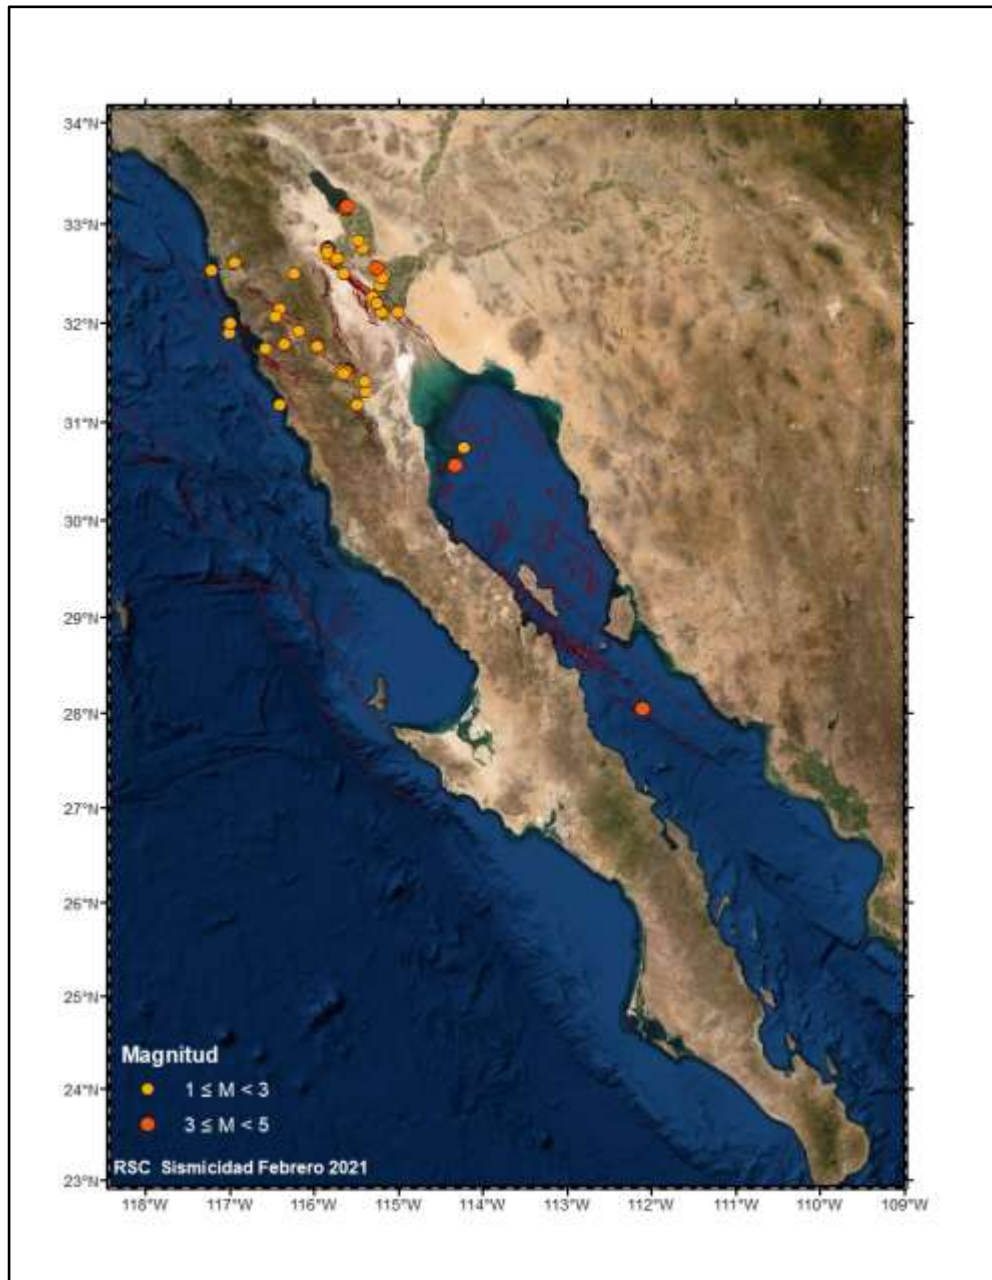 34°N
33°N
32°N
31°N
30°N
29°N
28°N
27°N
26°N
25°N
24°N
23°N
Magnitud
1 ≤ M < 3
3 ≤ M < 5
RSC Sismicidad Febrero 2021
118°W 117°W 116°W 115°W 114°W 113°W 112°W 111°W 110°W 109°W